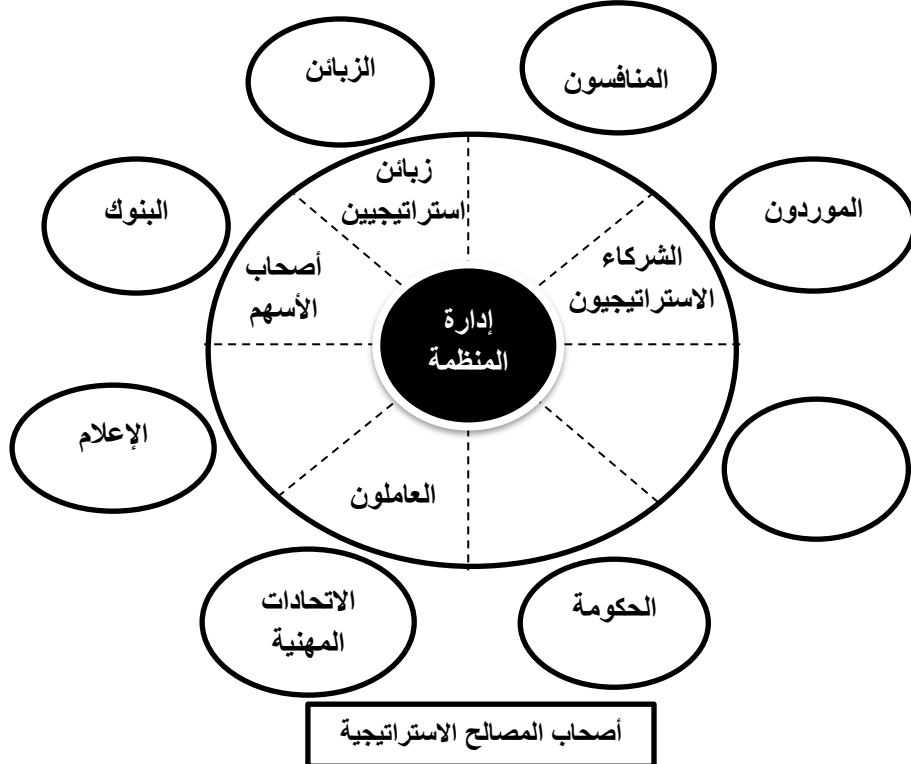 المنافسون
الزبائن
الموردون
البنوك
زبائن
استراتيجيين
الشركاء
الاستراتيجيون
أصحاب
الأسهم
إدارة
المنظمة
الإعلام
العاملون
الحكومة
الاتحادات
المهنية
أصحاب المصالح الاستراتيجية